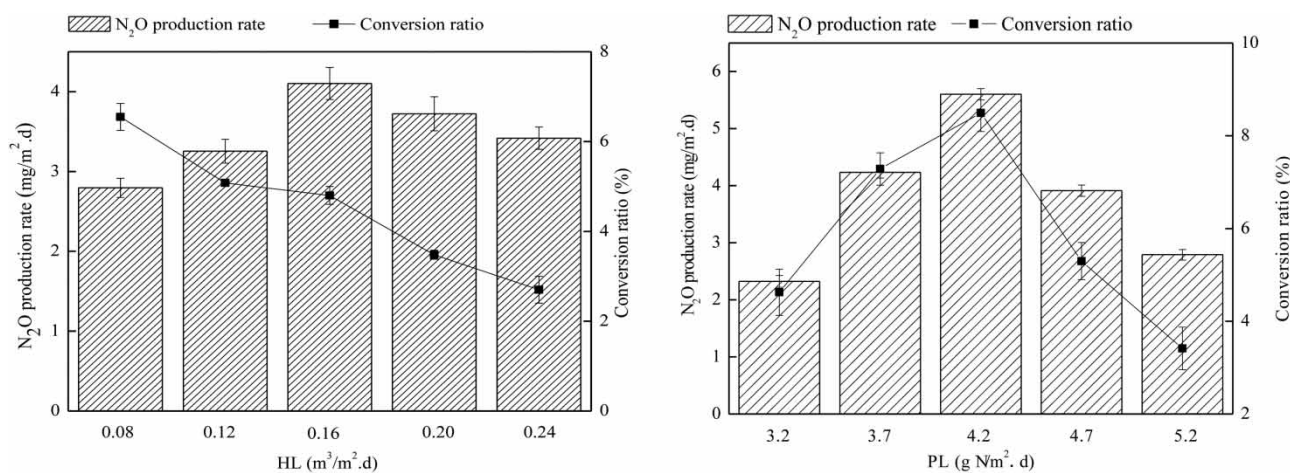 N₂O production rate
Conversion ratio
N₂O production rate (mg/m².d)
4
3
2
1
0
8
6
4
2
0
Conversion ratio (%)
0.08 0.12 0.16 0.20 0.24
HL (m³/m².d)
N₂O production rate
Conversion ratio
N₂O production rate (mg/m².d)
6
5
4
3
2
1
0
10
8
6
4
2
Conversion ratio (%)
3.2 3.7 4.2 4.7 5.2
PL (g N/m². d)